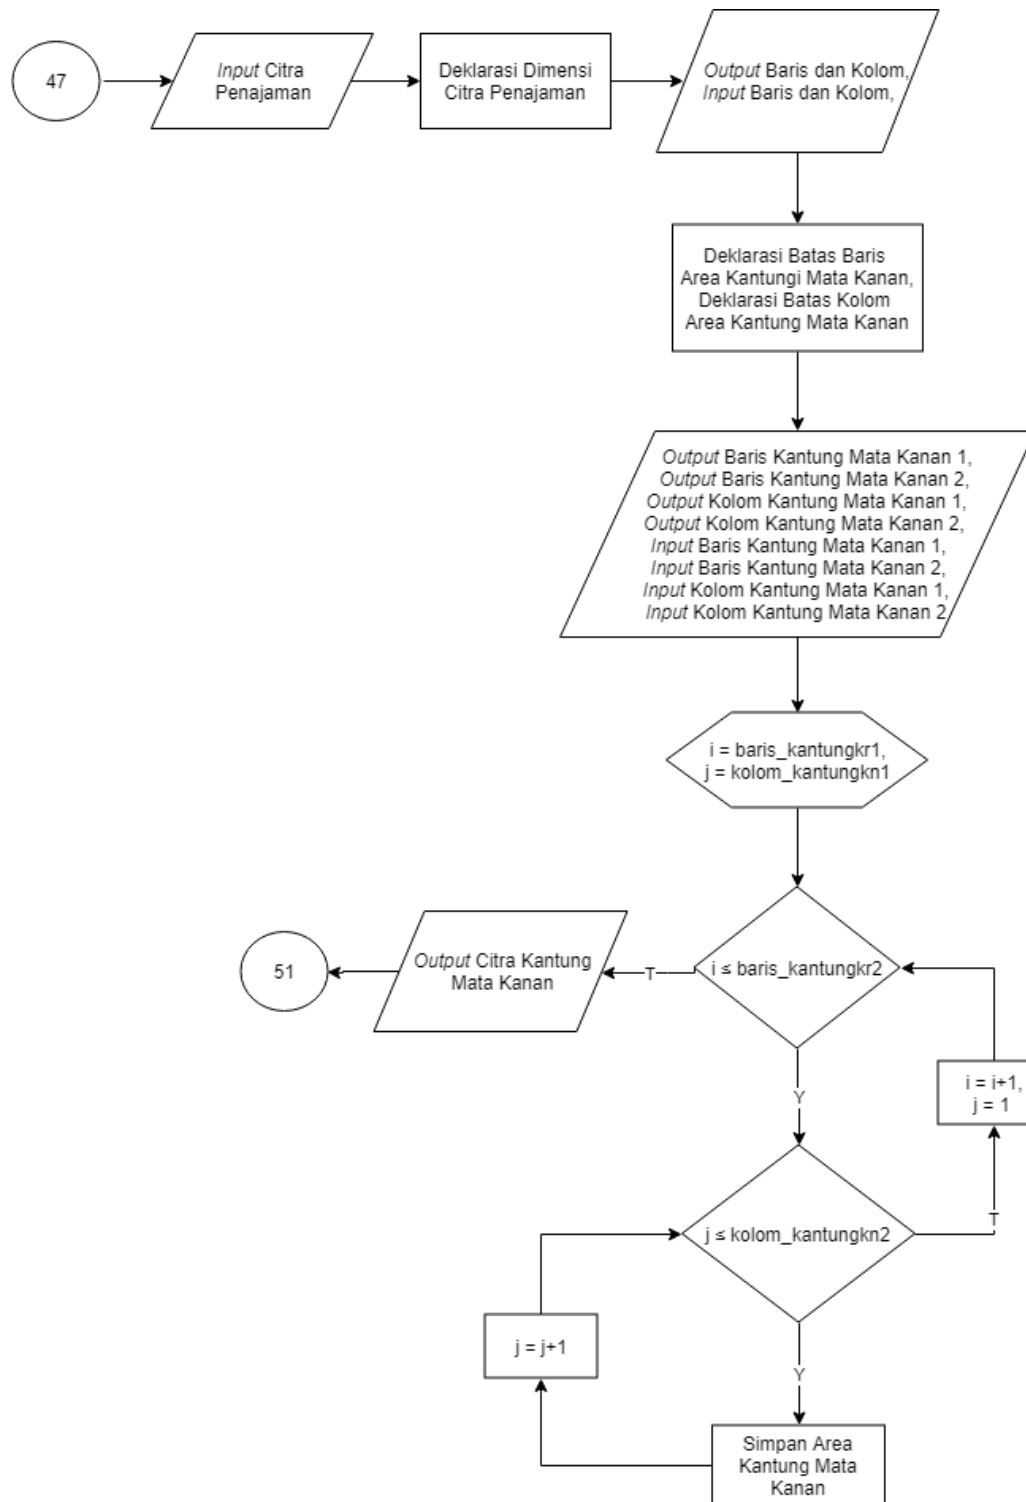 47
Input Citra
Penajaman
Deklarasi Dimensi
Citra Penajaman
Output Baris dan Kolom,
Input Baris dan Kolom,
Deklarasi Batas Baris
Area Kantungi Mata Kanan,
Deklarasi Batas Kolom
Area Kantung Mata Kanan
Output Baris Kantung Mata Kanan 1,
Output Baris Kantung Mata Kanan 2,
Output Kolom Kantung Mata Kanan 1,
Output Kolom Kantung Mata Kanan 2,
Input Baris Kantung Mata Kanan 1,
Input Baris Kantung Mata Kanan 2,
Input Kolom Kantung Mata Kanan 1,
Input Kolom Kantung Mata Kanan 2
i = baris_kantungkr1,
j = kolom_kantungkn1
i ≤ baris_kantungkr2
T
Output Citra Kantung
Mata Kanan
51
Y
i = i+1,
j = 1
T
j ≤ kolom_kantungkn2
j = j+1
Y
Simpan Area
Kantung Mata
Kanan